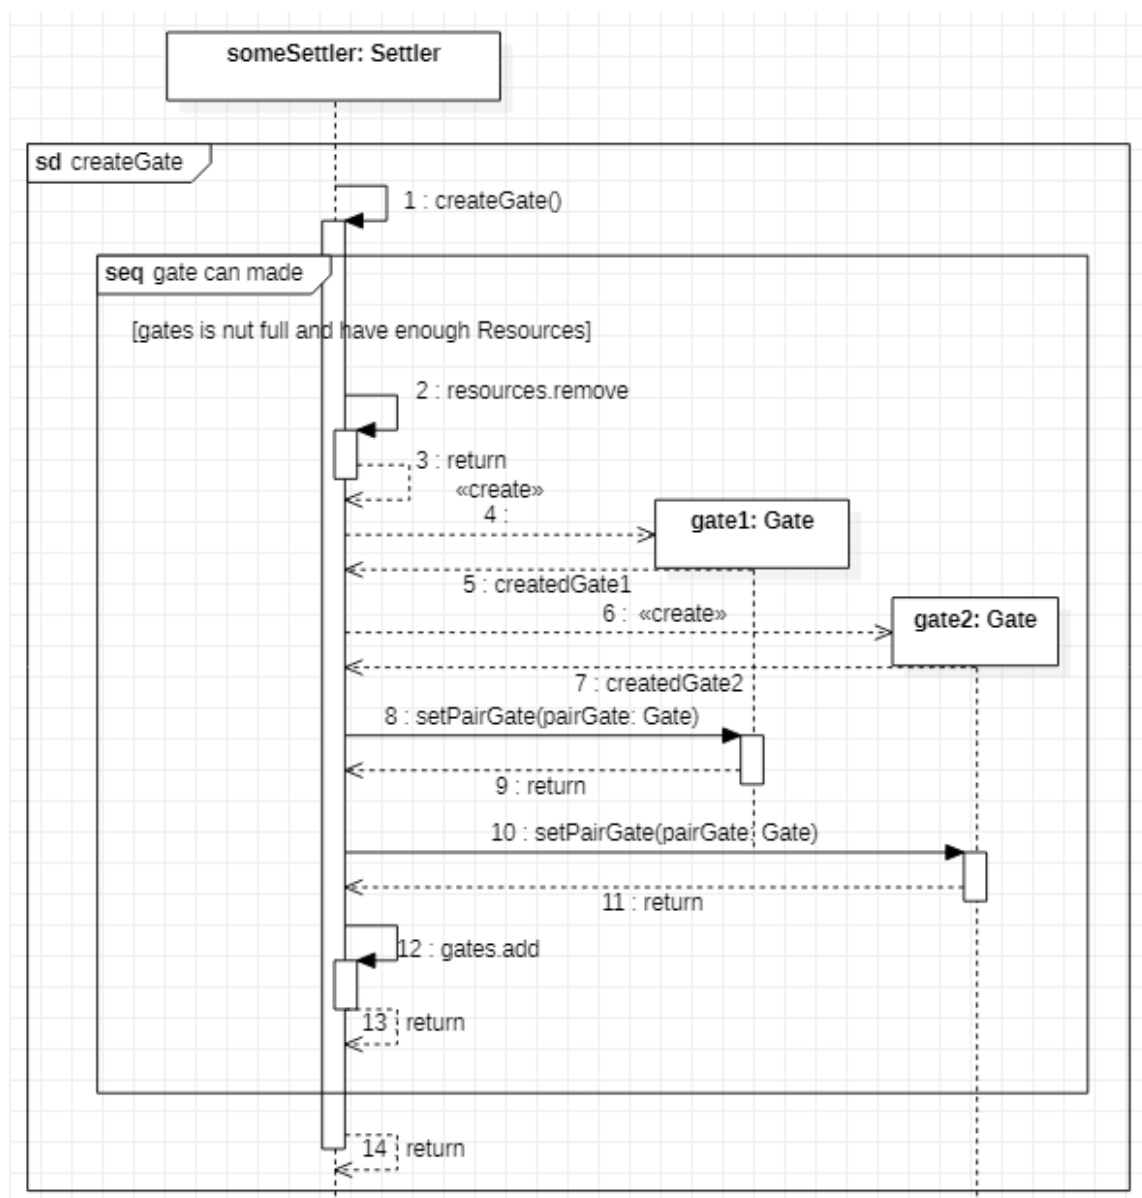 someSettler: Settler
sd createGate
1 : createGate()
seq gate can made
[gates is nut full and have enough Resources]
2 : resources.remove
3 : return
«create»
4 :
gate1: Gate
5 : createdGate1
6 : «create»
gate2: Gate
7 : createdGate2
8 : setPairGate(pairGate: Gate)
9 : return
10 : setPairGate(pairGate: Gate)
11 : return
12 : gates.add
13 : return
14 : return